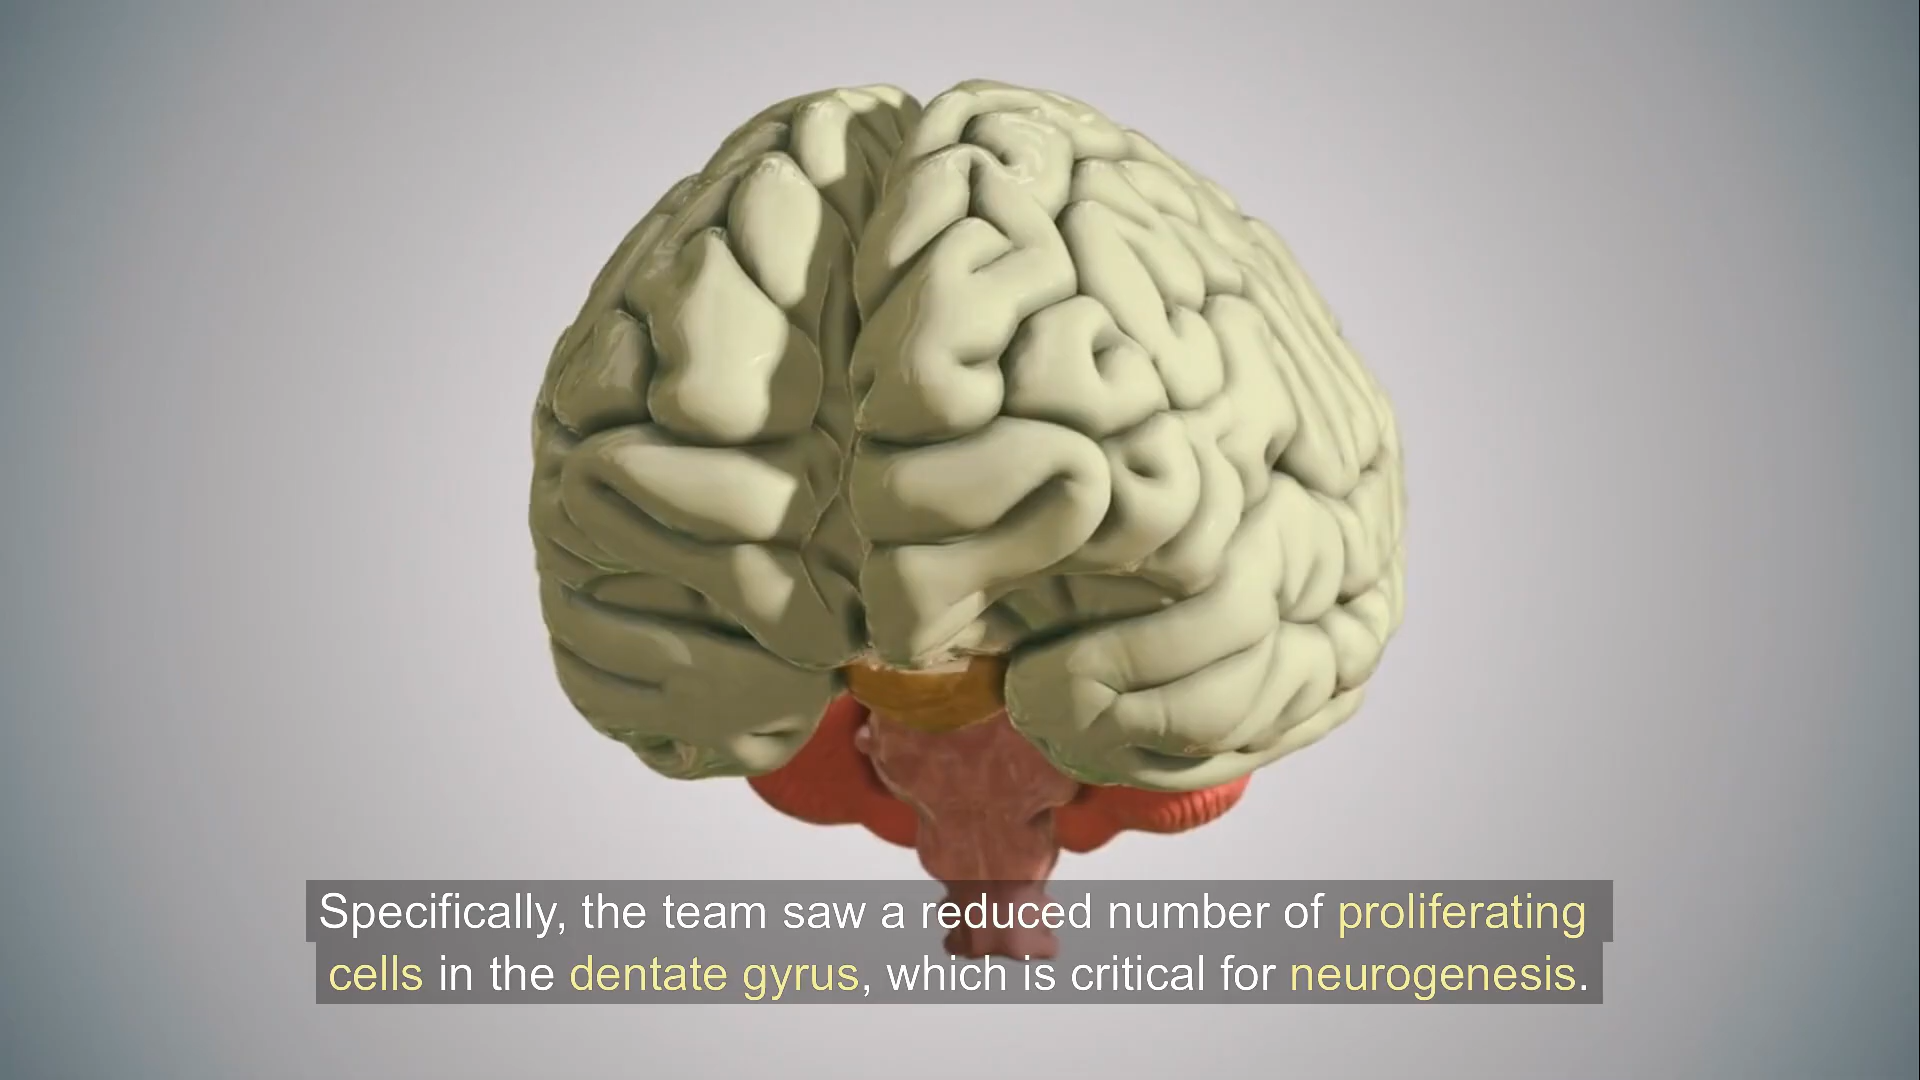 Specifically, the team saw a reduced number of proliferating
cells in the dentate gyrus, which is critical for neurogenesis.